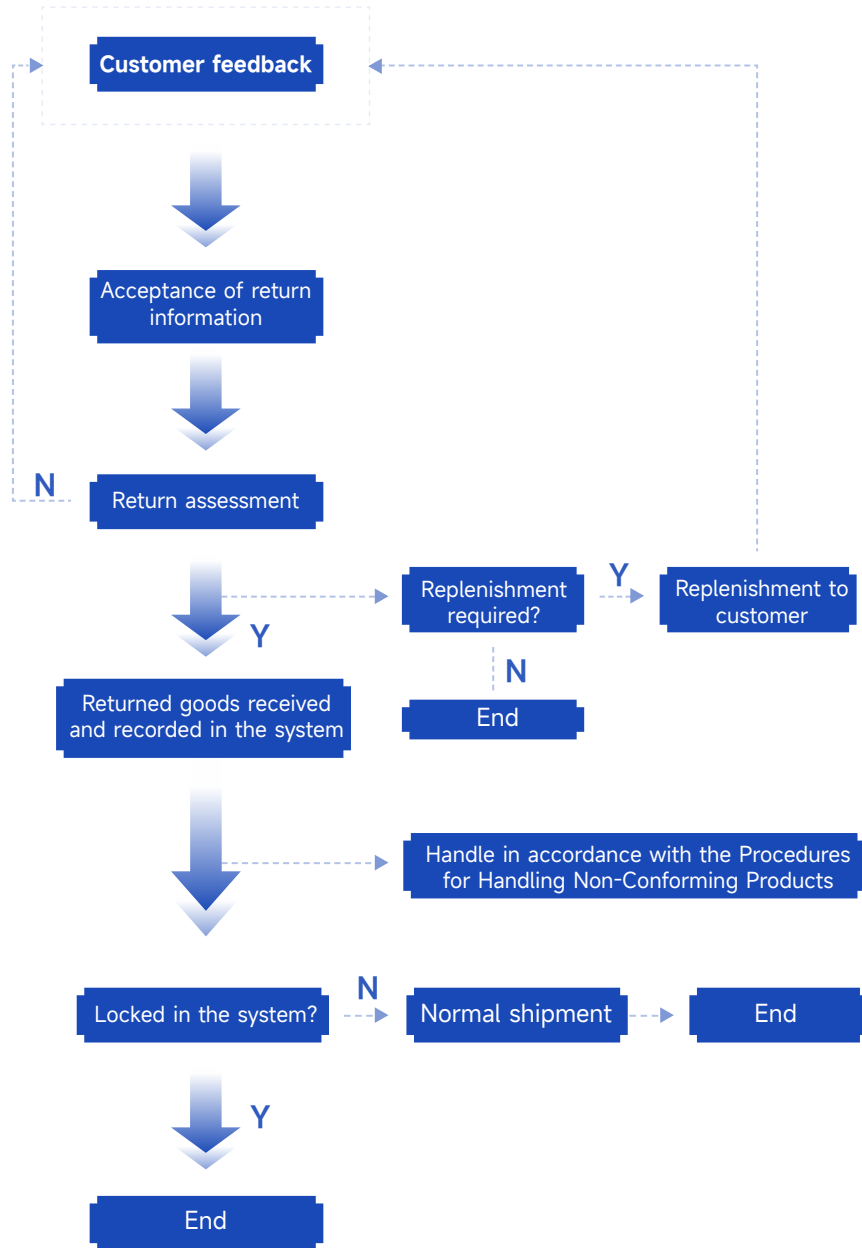 Customer feedback
Acceptance of return
information
N
Return assessment
Y
Replenishment
required?
Y
Replenishment to
customer
N
End
Returned goods received
and recorded in the system
Handle in accordance with the Procedures
for Handling Non-Conforming Products
Locked in the system?
N
Normal shipment
End
Y
End